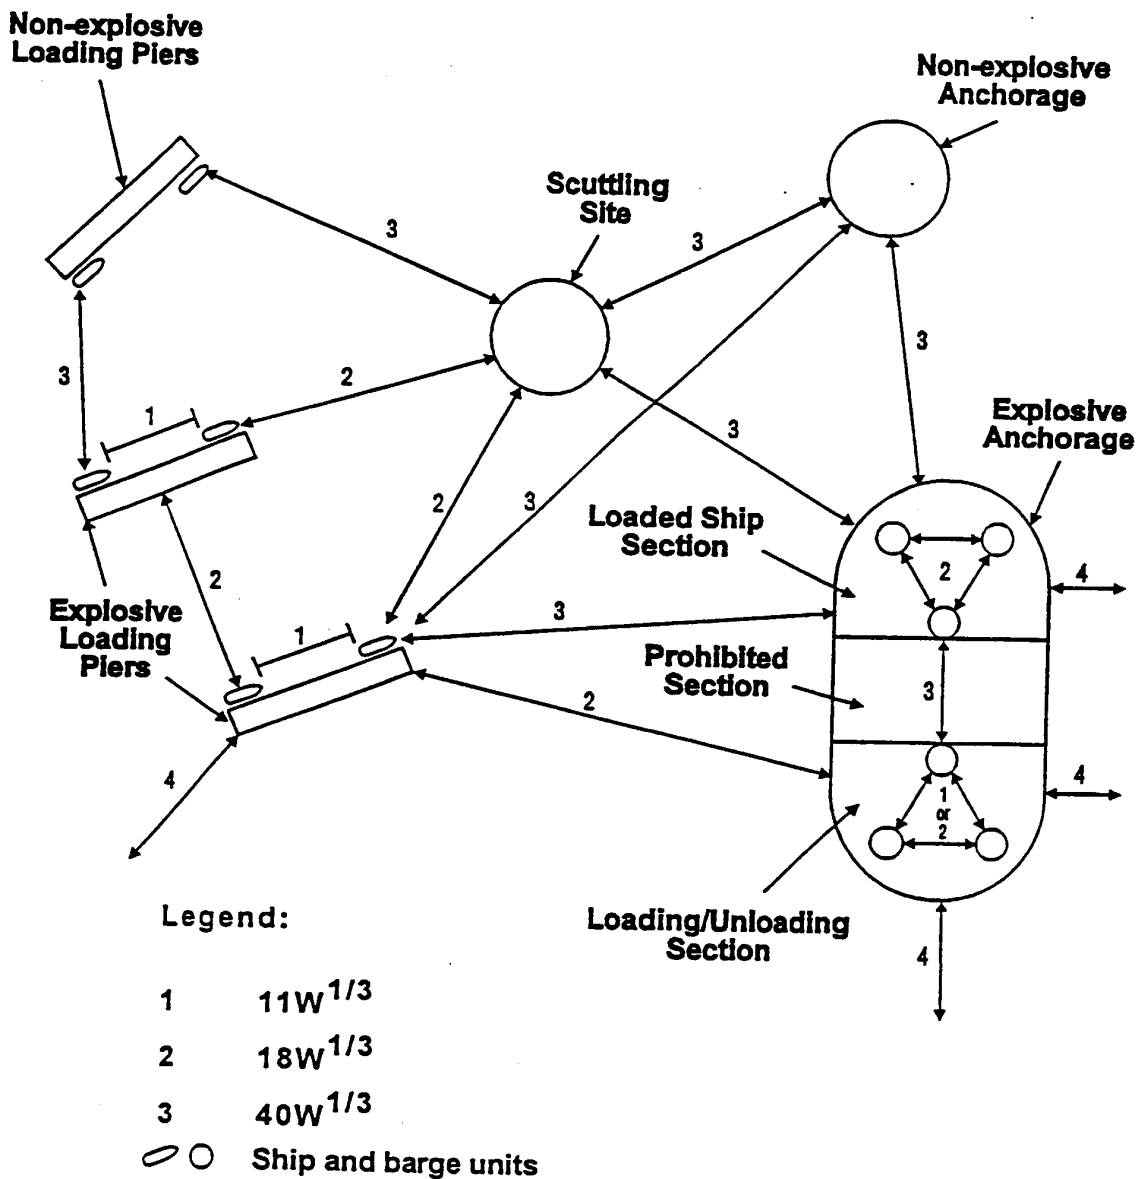 Non-explosive
Loading Piers
Non-explosive
Anchorage
Scuttling
Site
3
3
3
3
2
1
3
Explosive
Anchorage
2
3
Loaded Ship
Section
2
4
2
Explosive
Loading
Piers
1
3
Prohibited
Section
3
2
4
4
1
or
2
Loading/Unloading
Section
4
Legend:
1 11W1/3
2 18W1/3
3 40W1/3
Ship and barge units